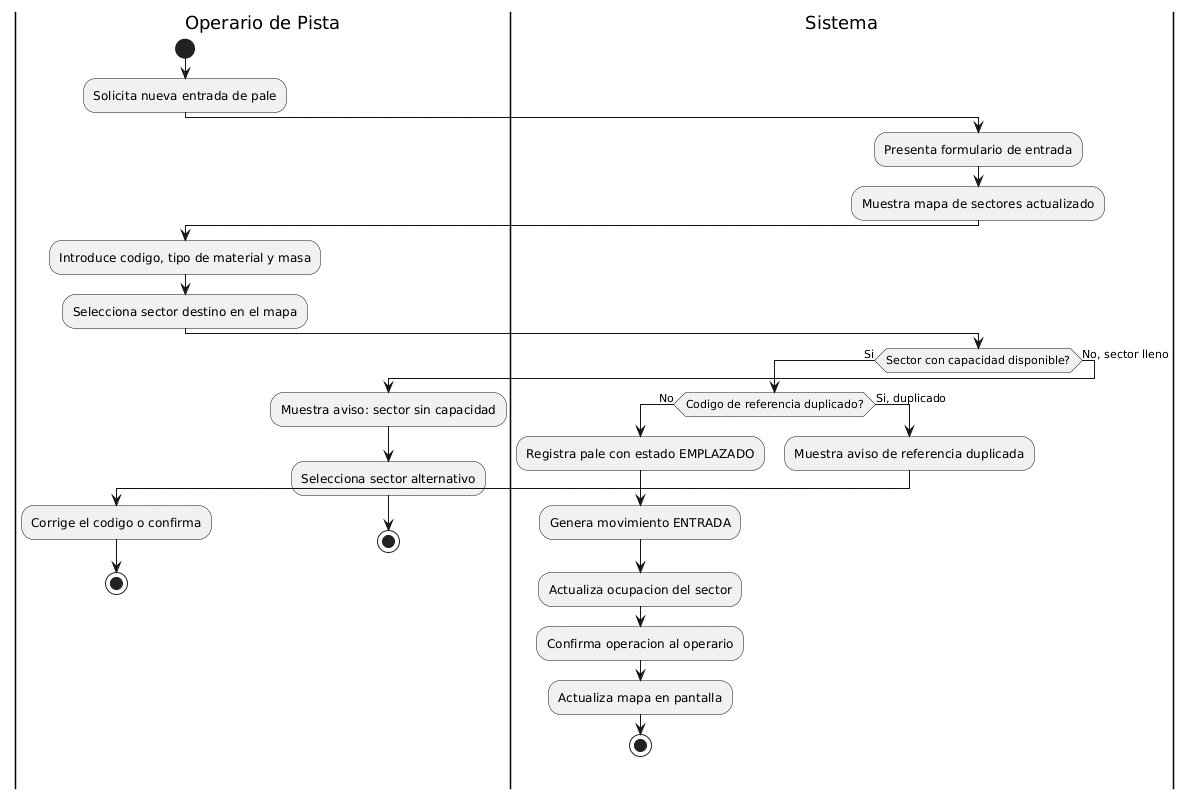 Operario de Pista
Sistema
Solicita nueva entrada de pale
Presenta formulario de entrada
Muestra mapa de sectores actualizado
Introduce codigo, tipo de material y masa
Selecciona sector destino en el mapa
Si
Sector con capacidad disponible?
No, sector lleno
Muestra aviso: sector sin capacidad
No
Codigo de referencia duplicado?
Si, duplicado
Registra pale con estado EMPLAZADO
Muestra aviso de referencia duplicada
Selecciona sector alternativo
Corrige el codigo o confirma
Genera movimiento ENTRADA
Actualiza ocupacion del sector
Confirma operacion al operario
Actualiza mapa en pantalla